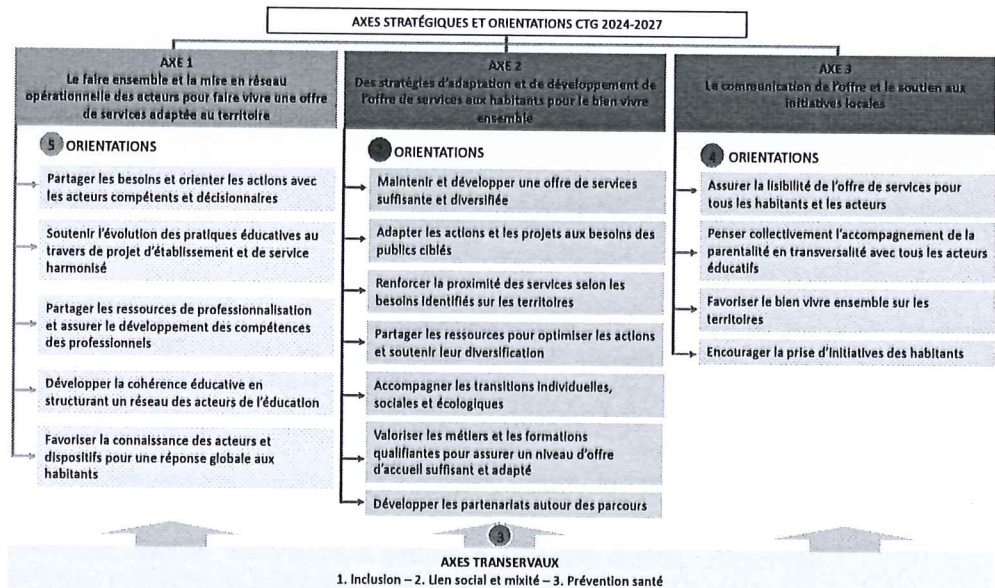 AXES STRATÉGIQUES ET ORIENTATIONS CTG 2024-2027
AXE 1
Le faire ensemble et la mise en réseau
opérationnelle des acteurs pour faire vivre une offre
de services adaptée au territoire
5 ORIENTATIONS
Partager les besoins et orienter les actions avec
les acteurs compétents et décisionnaires
Soutenir l'évolution des pratiques éducatives au
travers de projet d'établissement et de service
harmonisé
Partager les ressources de professionnalisation
et assurer le développement des compétences
des professionnels
Développer la cohérence éducative en
structurant un réseau des acteurs de l'éducation
Favoriser la connaissance des acteurs et
dispositifs pour une réponse globale aux
habitants
AXE 2
Des stratégies d'adaptation et de développement de
l'offre de services aux habitants pour le bien vivre
ensemble
ORIENTATIONS
Maintenir et développer une offre de services
suffisante et diversifiée
Adapter les actions et les projets aux besoins des
publics ciblés
Renforcer la proximité des services selon les
besoins identifiés sur les territoires
Partager les ressources pour optimiser les actions
et soutenir leur diversification
Accompagner les transitions individuelles,
sociales et écologiques
Valoriser les métiers et les formations
qualifiantes pour assurer un niveau d'offre
d'accueil suffisant et adapté
Développer les partenariats autour des parcours
AXE 3
La communication de l'offre et le soutien aux
initiatives locales
4 ORIENTATIONS
Assurer la lisibilité de l'offre de services pour
tous les habitants et les acteurs
Penser collectivement l'accompagnement de la
parentalité en transversalité avec tous les acteurs
éducatifs
Favoriser le bien vivre ensemble sur les
territoires
Encourager la prise d'initiatives des habitants
3
AXES TRANSERVAUX
1. Inclusion – 2. Lien social et mixité – 3. Prévention santé